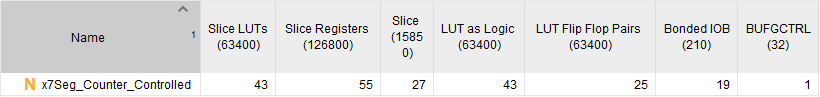 Name
1
Slice LUTs
(63400)
Slice Registers
(126800)
Slice
(1585
0)
LUT as Logic
(63400)
LUT Flip Flop Pairs
(63400)
Bonded IOB
(210)
BUFGCTRL
(32)
N x7Seg_Counter_Controlled 43 55 27 43 25 19 1